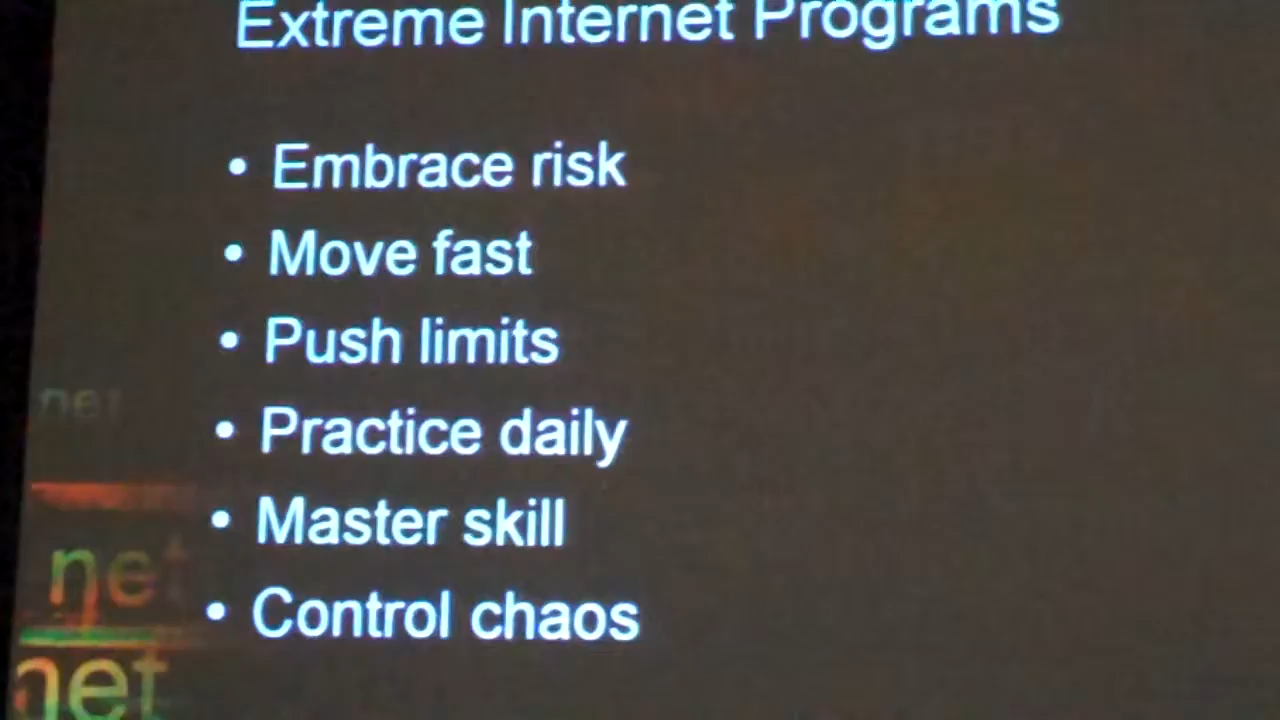 Extreme Internet Programs
• Embrace risk
• Move fast
• Push limits
• Practice daily
• Master skill
• Control chaos
net
net
net